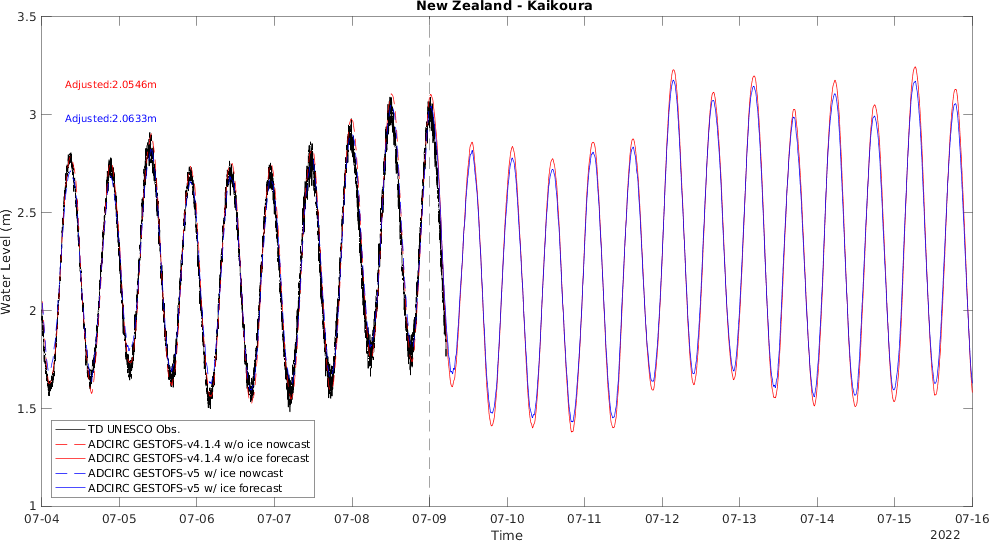 New Zealand - Kaikoura
3.5
Adjusted:2.0546m
3
Adjusted:2.0633m
2.5
Water Level (m)
2
1.5
TD UNESCO Obs.
ADCIRC GESTOFS-v4.1.4 w/o ice nowcast
ADCIRC GESTOFS-v4.1.4 w/o ice forecast
ADCIRC GESTOFS-v5 w/ ice nowcast
ADCIRC GESTOFS-v5 w/ ice forecast
1
07-04 07-05 07-06 07-07 07-08 07-09 07-10 07-11 07-12 07-13 07-14 07-15 07-16
Time
2022